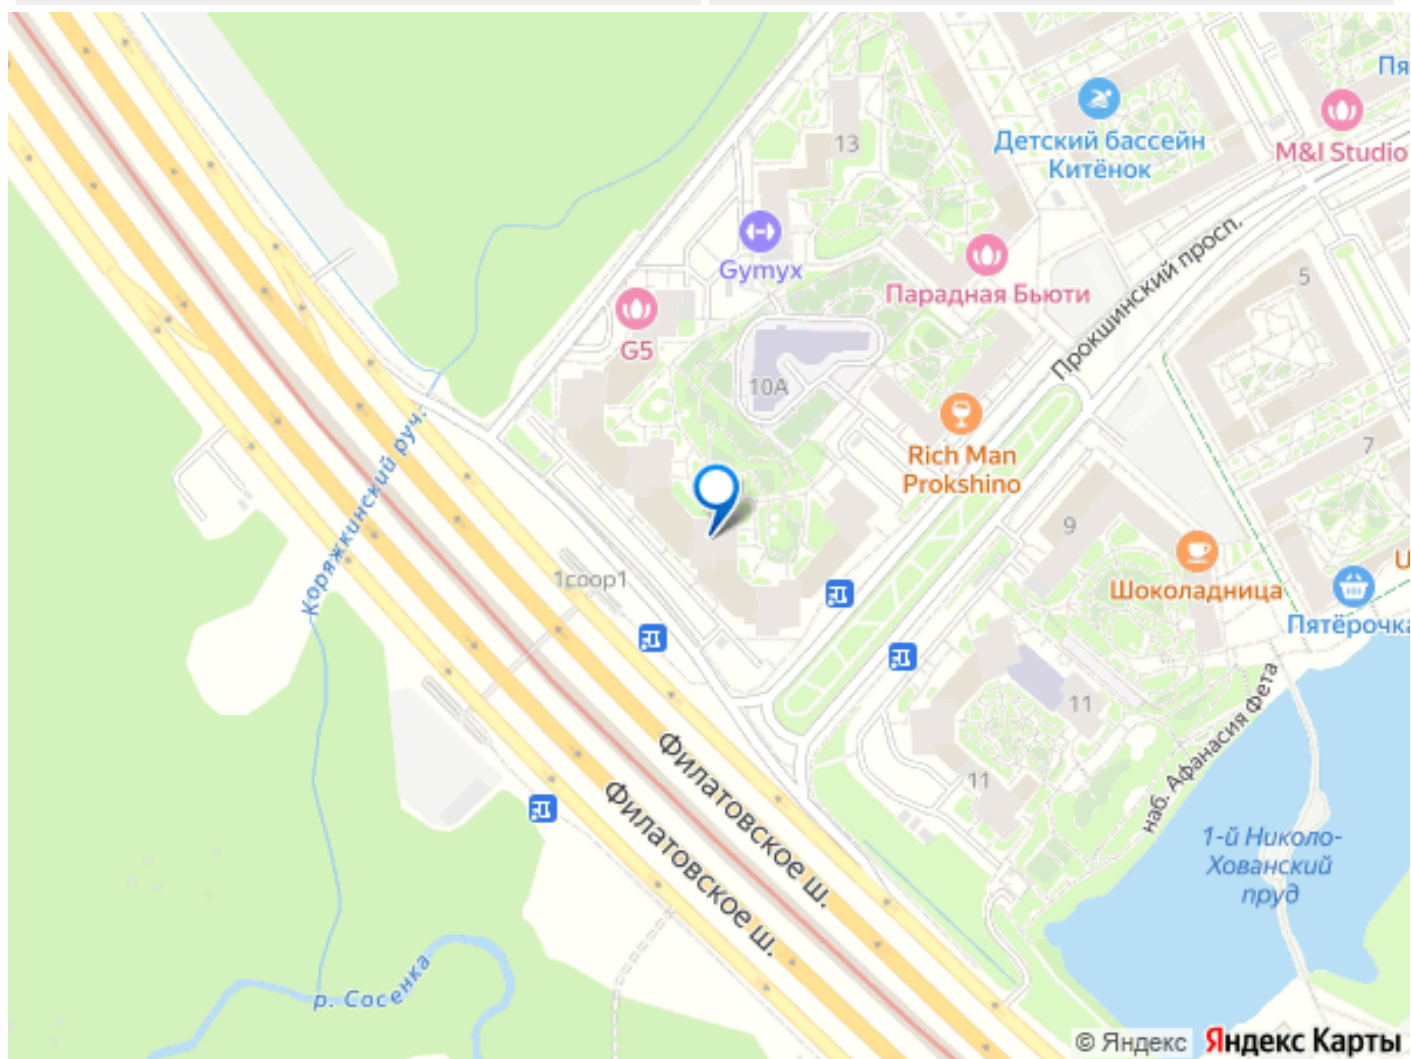 Пя
Детский бассейн
Китёнок
M&I Studio
13
Gymyx
Парадная Бьюти
Прокшинский просп.
5
G5
10А
Rich Man
Prokshino
7
Коряжкинский руч.
9
Шоколадница
U
1соор1
Пятёрочка
наб. Афанасия Фета
11
11
Филатовское ш.
Филатовское ш.
1-й Николо-
Хованский
пруд
р. Сосенка
© Яндекс Яндекс Карты